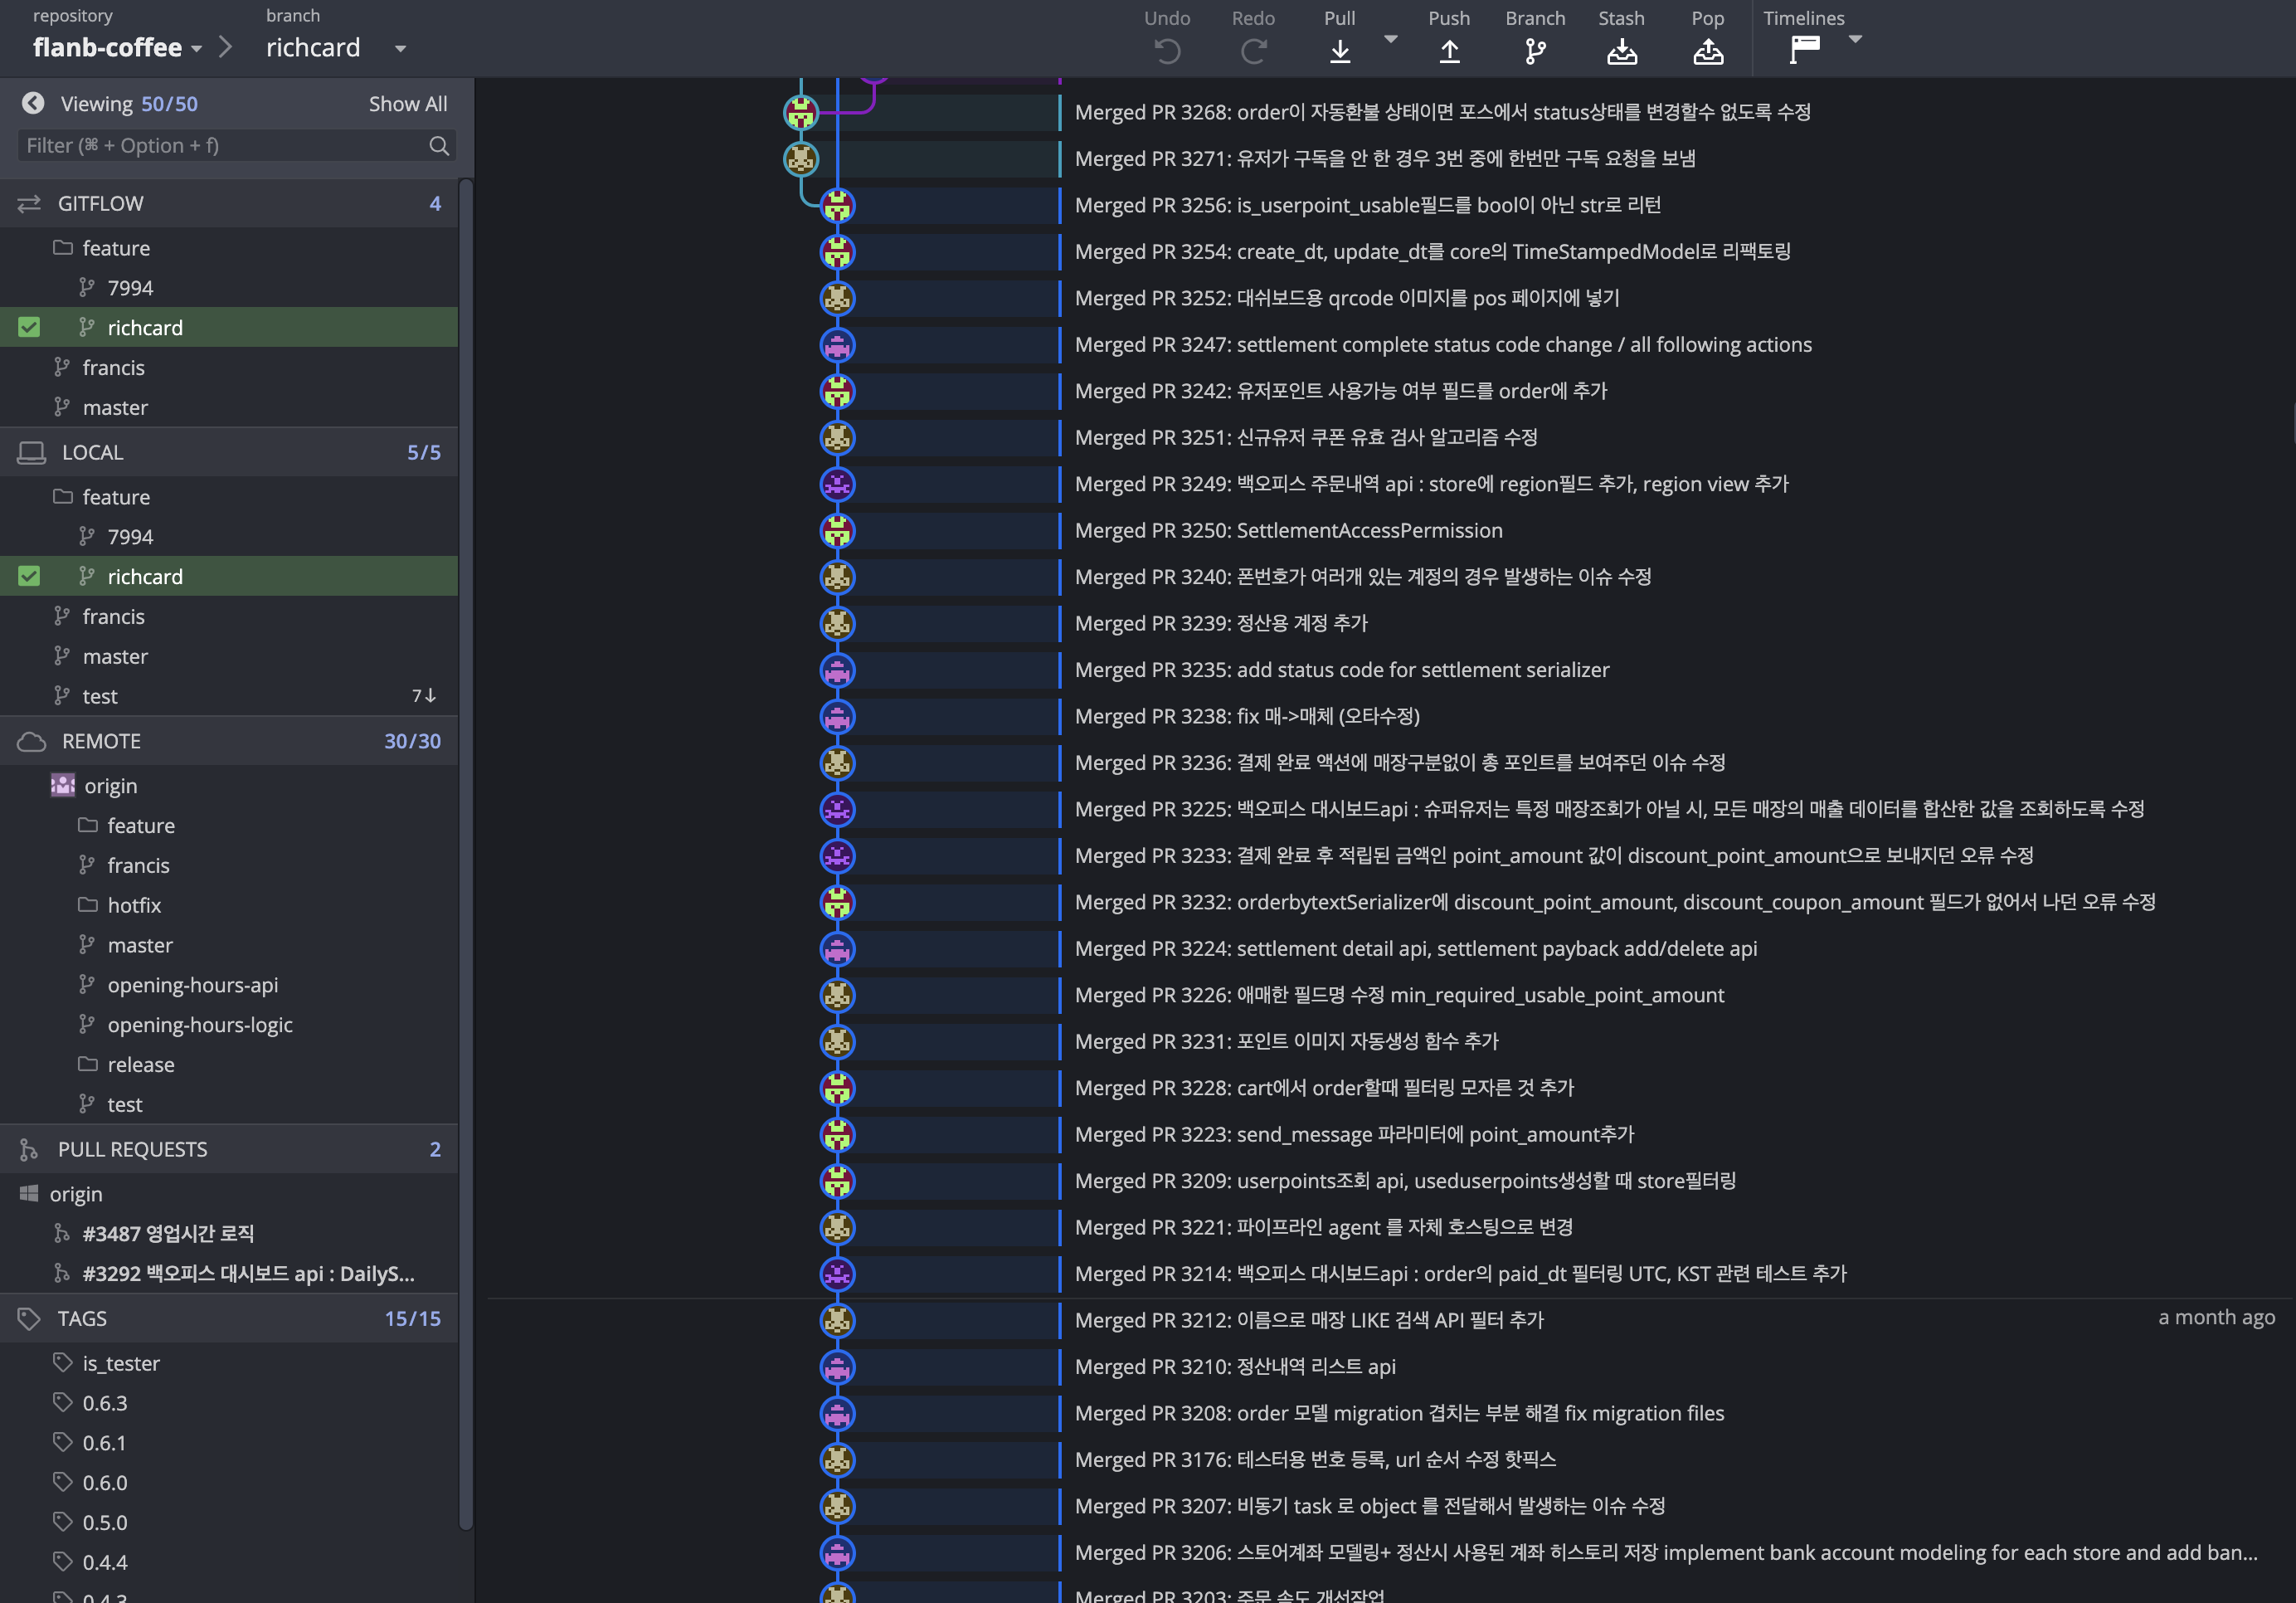 repository
flanb-coffee
branch
richcard
Undo
Redo
Pull
Push
Branch
Stash
Pop
Timelines
Viewing 50/50
Show All
Filter (⌘ + Option + f)
GITFLOW 4
feature
7994
richcard
francis
master
LOCAL 5/5
feature
7994
richcard
francis
master
test 7↓
REMOTE 30/30
origin
feature
francis
hotfix
master
opening-hours-api
opening-hours-logic
release
test
PULL REQUESTS 2
origin
#3487 영업시간 로직
#3292 백오피스 대시보드 api : DailyS...
TAGS 15/15
is_tester
0.6.3
0.6.1
0.6.0
0.5.0
0.4.4
0.4.3
Merged PR 3268: order이 자동환불 상태이면 포스에서 status상태를 변경할수 없도록 수정
Merged PR 3271: 유저가 구독을 안 한 경우 3번 중에 한번만 구독 요청을 보냄
Merged PR 3256: is_userpoint_usable필드를 bool이 아닌 str로 리턴
Merged PR 3254: create_dt, update_dt를 core의 TimeStampedModel로 리팩토링
Merged PR 3252: 대쉬보드용 qrcode 이미지를 pos 페이지에 넣기
Merged PR 3247: settlement complete status code change / all following actions
Merged PR 3242: 유저포인트 사용가능 여부 필드를 order에 추가
Merged PR 3251: 신규유저 쿠폰 유효 검사 알고리즘 수정
Merged PR 3249: 백오피스 주문내역 api : store에 region필드 추가, region view 추가
Merged PR 3250: SettlementAccessPermission
Merged PR 3240: 폰번호가 여러개 있는 계정의 경우 발생하는 이슈 수정
Merged PR 3239: 정산용 계정 추가
Merged PR 3235: add status code for settlement serializer
Merged PR 3238: fix 매->매체 (오타수정)
Merged PR 3236: 결제 완료 액션에 매장구분없이 총 포인트를 보여주던 이슈 수정
Merged PR 3225: 백오피스 대시보드api : 슈퍼유저는 특정 매장조회가 아닐 시, 모든 매장의 매출 데이터를 합산한 값을 조회하도록 수정
Merged PR 3233: 결제 완료 후 적립된 금액인 point_amount 값이 discount_point_amount으로 보내지던 오류 수정
Merged PR 3232: orderbytextSerializer에 discount_point_amount, discount_coupon_amount 필드가 없어서 나던 오류 수정
Merged PR 3224: settlement detail api, settlement payback add/delete api
Merged PR 3226: 애매한 필드명 수정 min_required_usable_point_amount
Merged PR 3231: 포인트 이미지 자동생성 함수 추가
Merged PR 3228: cart에서 order할때 필터링 모자른 것 추가
Merged PR 3223: send_message 파라미터에 point_amount추가
Merged PR 3209: userpoints조회 api, useduserpoints생성할 때 store필터링
Merged PR 3221: 파이프라인 agent 를 자체 호스팅으로 변경
Merged PR 3214: 백오피스 대시보드api : order의 paid_dt 필터링 UTC, KST 관련 테스트 추가
Merged PR 3212: 이름으로 매장 LIKE 검색 API 필터 추가
a month ago
Merged PR 3210: 정산내역 리스트 api
Merged PR 3208: order 모델 migration 겹치는 부분 해결 fix migration files
Merged PR 3176: 테스터용 번호 등록, url 순서 수정 핫픽스
Merged PR 3207: 비동기 task 로 object 를 전달해서 발생하는 이슈 수정
Merged PR 3206: 스토어계좌 모델링+ 정산시 사용된 계좌 히스토리 저장 implement bank account modeling for each store and add ban...
Merged PR 3203: 주문 속도 개선작업